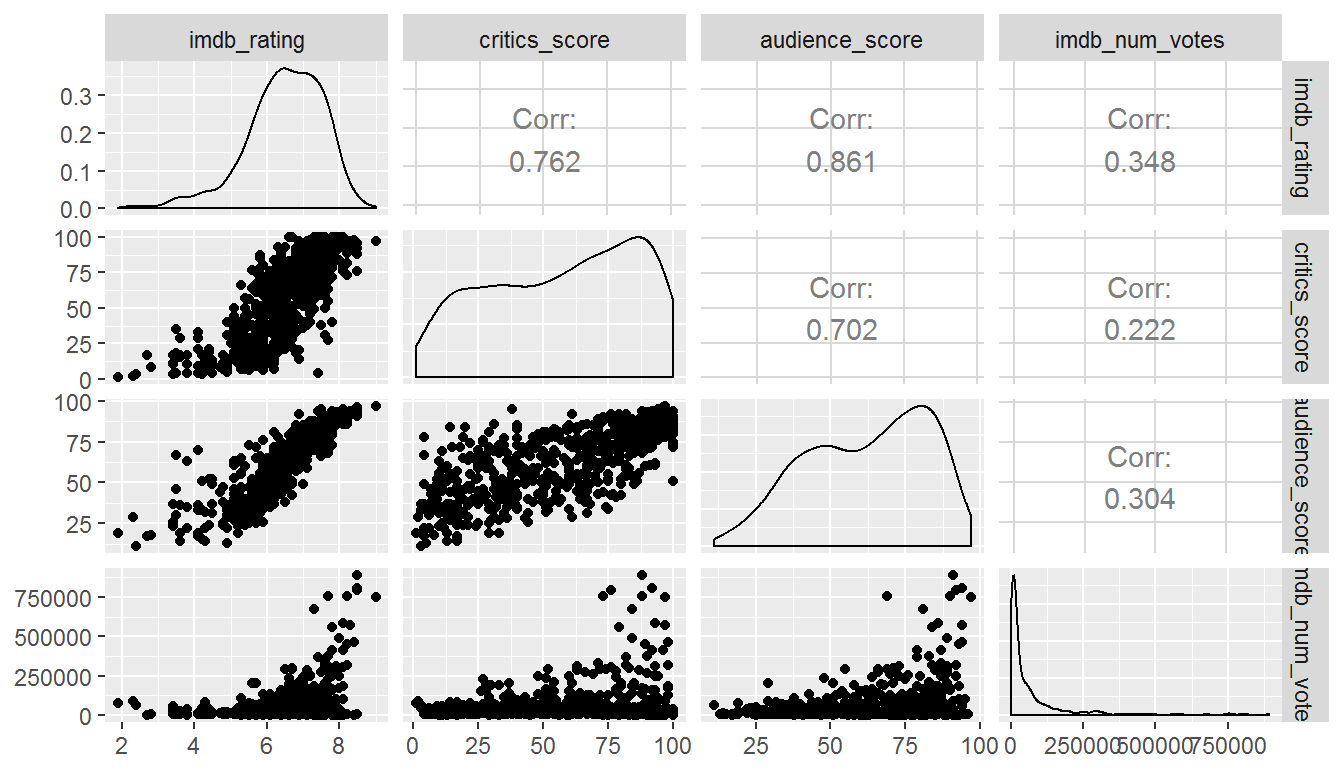 imdb_rating critics_score audience_score imdb_num_votes
0.3
0.2
0.1
0.0
Corr:
0.762
Corr:
0.861
Corr:
0.348
imdb_rating
100
75
50
25
0
Corr:
0.702
Corr:
0.222
critics_score
100
75
50
25
Corr:
0.304
audience_score
750000
500000
250000
0
mdb_num_vote
2 4 6 8
0 25 50 75 100
25 50 75 100
0 250000 500000 750000